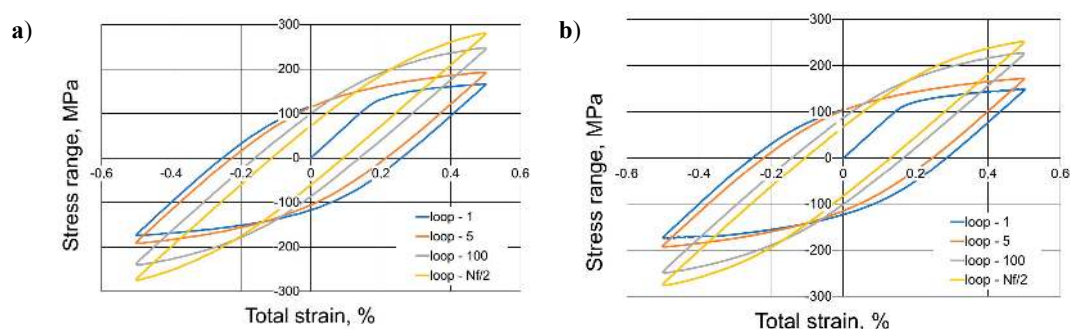 a)
Stress range, MPa
300
200
100
0
-100
-200
-300
-0.6
-0.4
-0.2
0
0.2
0.4
0.6
loop - 1
loop - 5
loop - 100
loop - Nf/2
Total strain, %
b)
Stress range, MPa
300
200
100
0
-100
-200
-300
-0.6
-0.4
-0.2
0
0.2
0.4
0.6
loop - 1
loop - 5
loop - 100
loop - Nf/2
Total strain, %